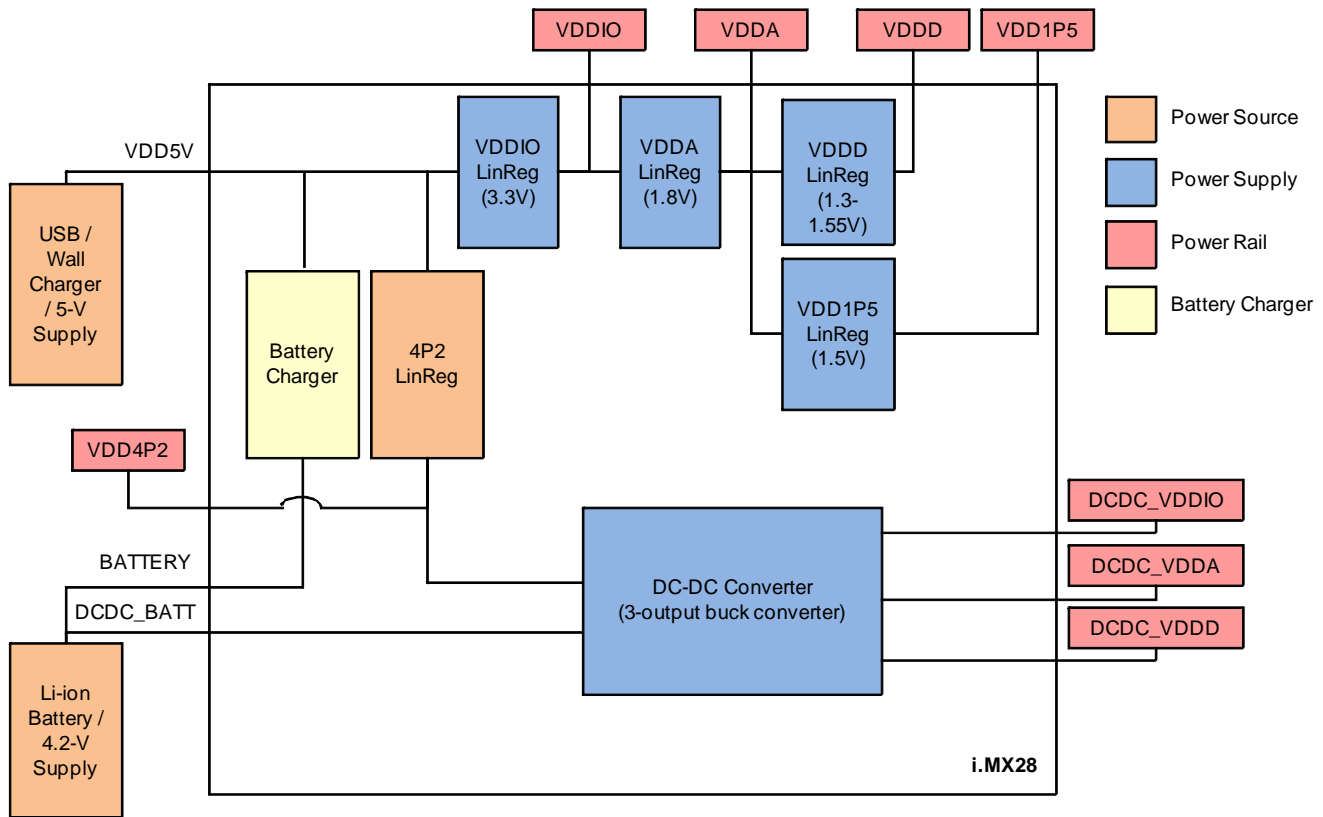 VDDIO
VDDA
VDDD
VDD1P5
VDD5V
VDDIO
LinReg
(3.3V)
VDDA
LinReg
(1.8V)
VDDD
LinReg
(1.3-
1.55V)
Power Source
Power Supply
Power Rail
Battery Charger
USB /
Wall
Charger
/ 5-V
Supply
Battery
Charger
4P2
LinReg
VDD1P5
LinReg
(1.5V)
VDD4P2
BATTERY
DCDC_BATT
DC-DC Converter
(3-output buck converter)
DCDC_VDDIO
DCDC_VDDA
DCDC_VDDD
Li-ion
Battery /
4.2-V
Supply
i.MX28